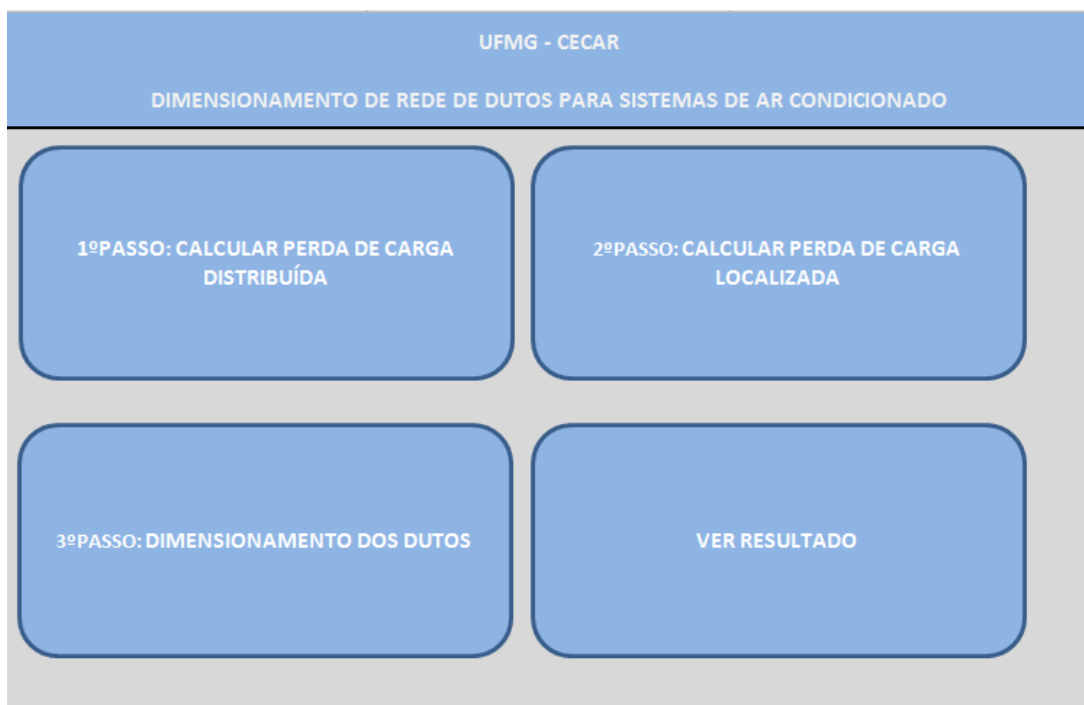 UFMG - CECAR
DIMENSIONAMENTO DE REDE DE DUTOS PARA SISTEMAS DE AR CONDICIONADO
1ºPASSO: CALCULAR PERDA DE CARGA
DISTRIBUÍDA
2ºPASSO: CALCULAR PERDA DE CARGA
LOCALIZADA
3ºPASSO: DIMENSIONAMENTO DOS DUTOS
VER RESULTADO